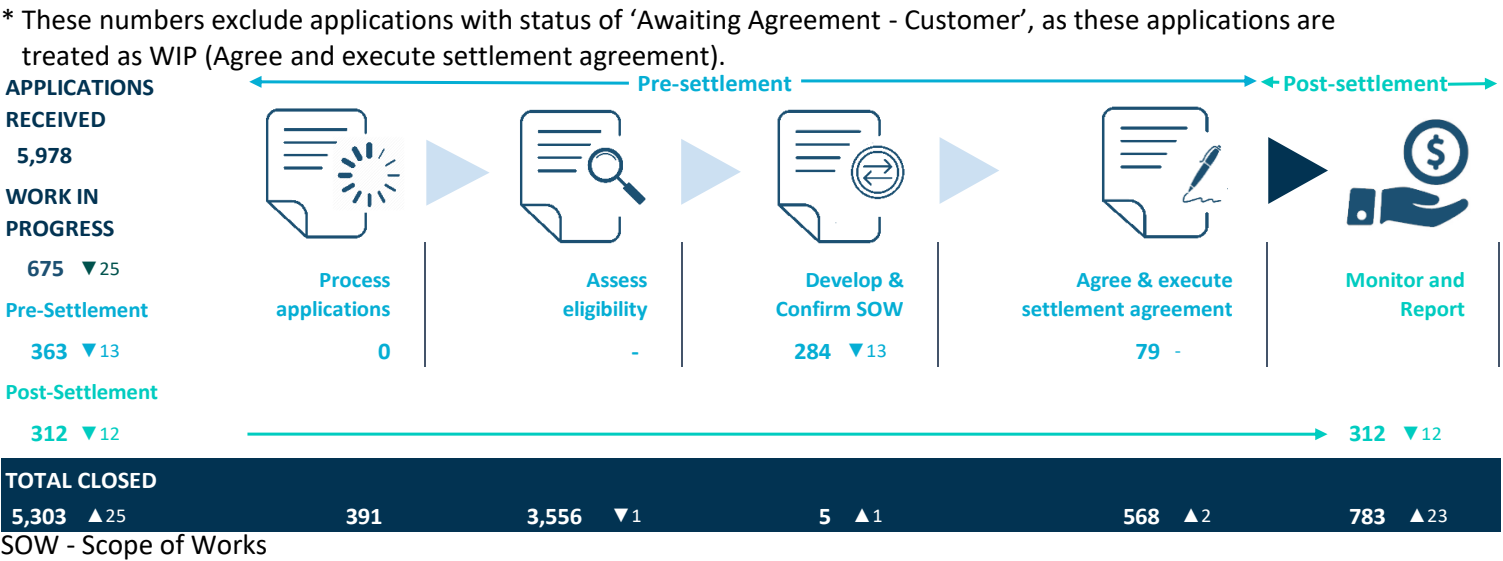 * These numbers exclude applications with status of ‘Awaiting Agreement - Customer’, as these applications are
treated as WIP (Agree and execute settlement agreement).
APPLICATIONS
RECEIVED
5,978
WORK IN
PROGRESS
675 ▼25
Pre-Settlement
363 ▼13
Post-Settlement
312 ▼12
Pre-settlement
Post-settlement
Process
applications
0
Assess
eligibility
-
Develop &
Confirm SOW
284 ▼13
Agree & execute
settlement agreement
79 -
Monitor and
Report
312 ▼12
TOTAL CLOSED
5,303 ▲25 391 3,556 ▼1 5 ▲1 568 ▲2 783 ▲23
SOW - Scope of Works